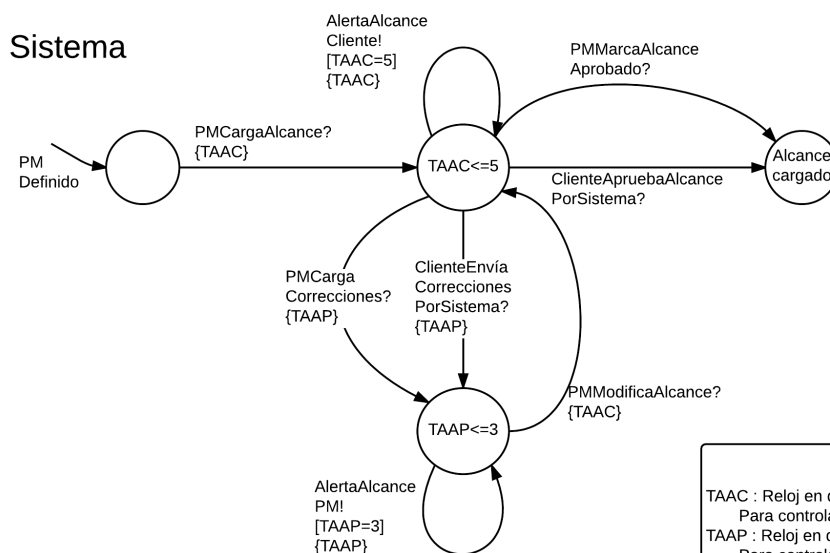 Sistema
AlertaAlcance
Cliente!
[TAAC=5]
{TAAC}
PMMarcaAlcance
Aprobado?
PMCargaAlcance?
{TAAC}
PM
Definido
TAAC<=5
Alcance
cargado
ClienteApruebaAlcance
PorSistema?
PMCarga
Correcciones?
{TAAP}
ClienteEnvía
Correcciones
PorSistema?
{TAAP}
PMModificaAlcance?
{TAAC}
TAAP<=3
AlertaAlcance
PM!
[TAAP=3]
{TAAP}
TAAC : Reloj en
Para
TAAP : Reloj en